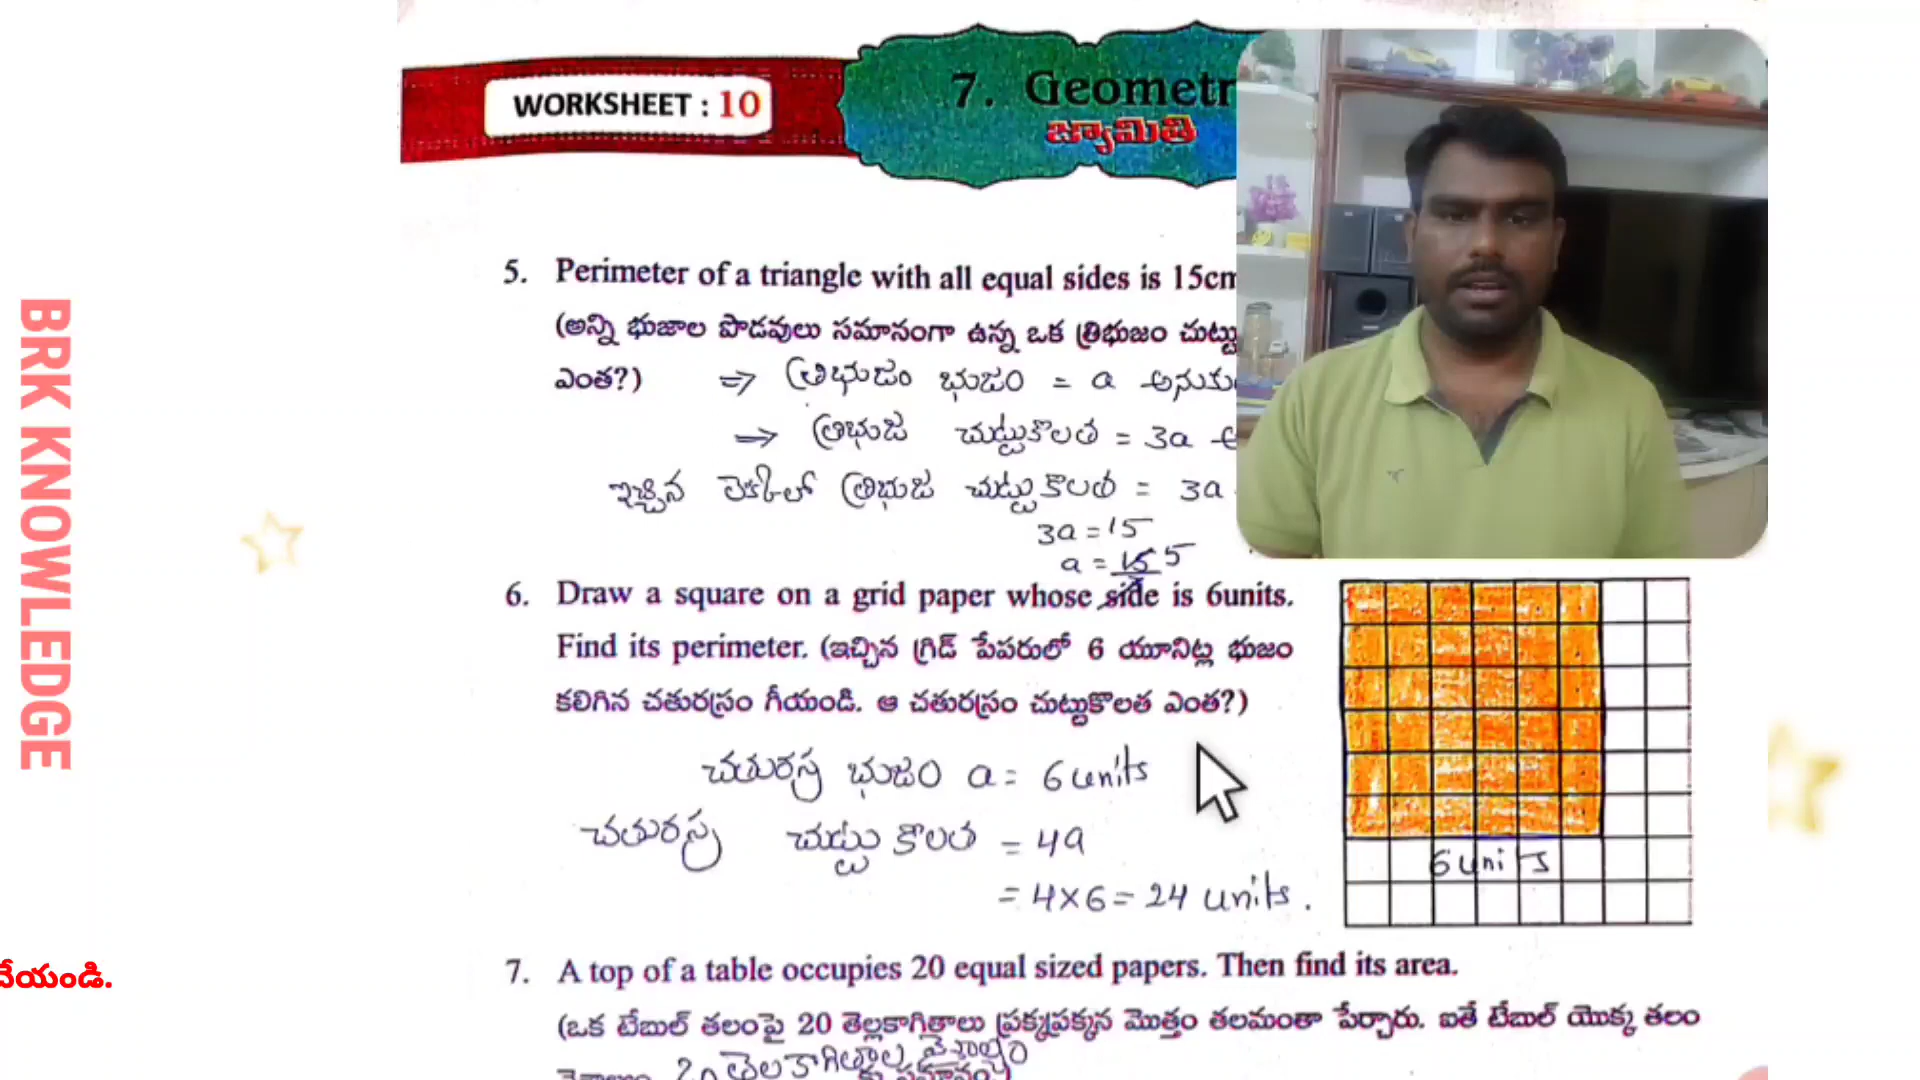 WORKSHEET : 10
7. Geometr
జ్యామితి
5. Perimeter of a triangle with all equal sides is 15cm
(అన్ని భుజాల పొడవులు సమానంగా ఉన్న ఒక త్రిభుజం చుట్టు
ఎంత?) => త్రిభుజం భుజం = a అనుకు
=> త్రిభుజ చుట్టుకొలత = 3a
ఇచ్చిన లెక్కలో త్రిభుజ చుట్టుకొలత = 3a
3a = 15
a = 15 5
6. Draw a square on a grid paper whose side is 6units.
Find its perimeter. (ఇచ్చిన గ్రిడ్ పేపరులో 6 యూనిట్ల భుజం
కలిగిన చతురస్రం గీయండి. ఆ చతురస్రం చుట్టుకొలత ఎంత?)
చతురస్ర భుజం a = 6 units
చతురస్ర చుట్టు కొలత = 4a
= 4×6 = 24 units.
6 units
7. A top of a table occupies 20 equal sized papers. Then find its area.
(ఒక టేబుల్ తలంపై 20 తెల్లకాగితాలు ప్రక్కప్రక్కన మొత్తం తలమంతా పేర్చారు. ఐతే టేబుల్ యొక్క తలం
20 తెల్లకాగితాల వైశాల్యం
BRK KNOWLEDGE
చేయండి.